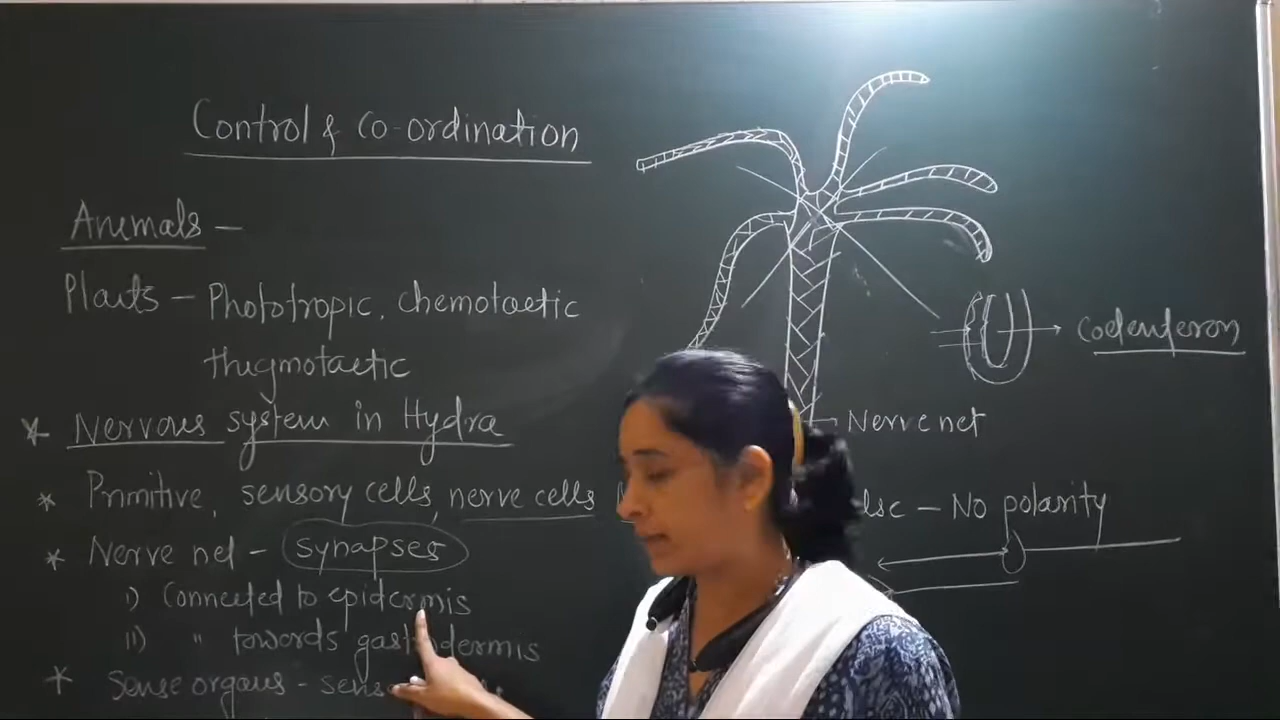 Control & Co-ordination
Animals -
Plants - Phototropic, chemotactic
thigmotactic
* Nervous system in Hydra
* Primitive, sensory cells, nerve cells
* Nerve net - synapses
i) Connected to epidermis
ii) " towards gastrodermis
* Sense organs -
Coelenteron
Nerve net
- No polarity